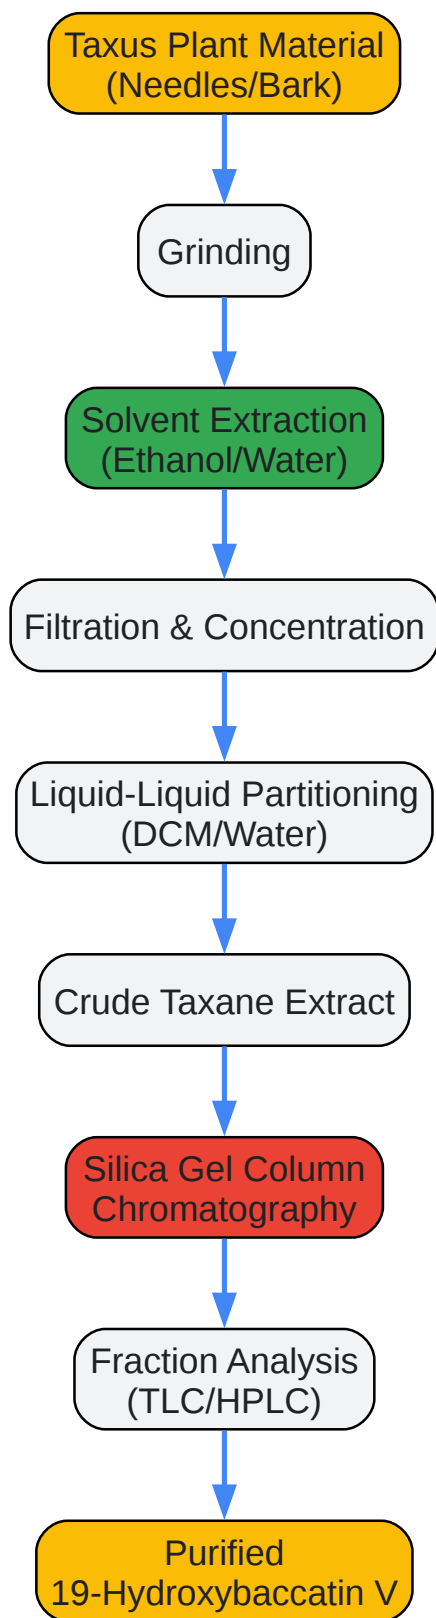 Taxus Plant Material
(Needles/Bark)
Grinding
Solvent Extraction
(Ethanol/Water)
Filtration & Concentration
Liquid-Liquid Partitioning
(DCM/Water)
Crude Taxane Extract
Silica Gel Column
Chromatography
Fraction Analysis
(TLC/HPLC)
Purified
19-Hydroxybaccatin V